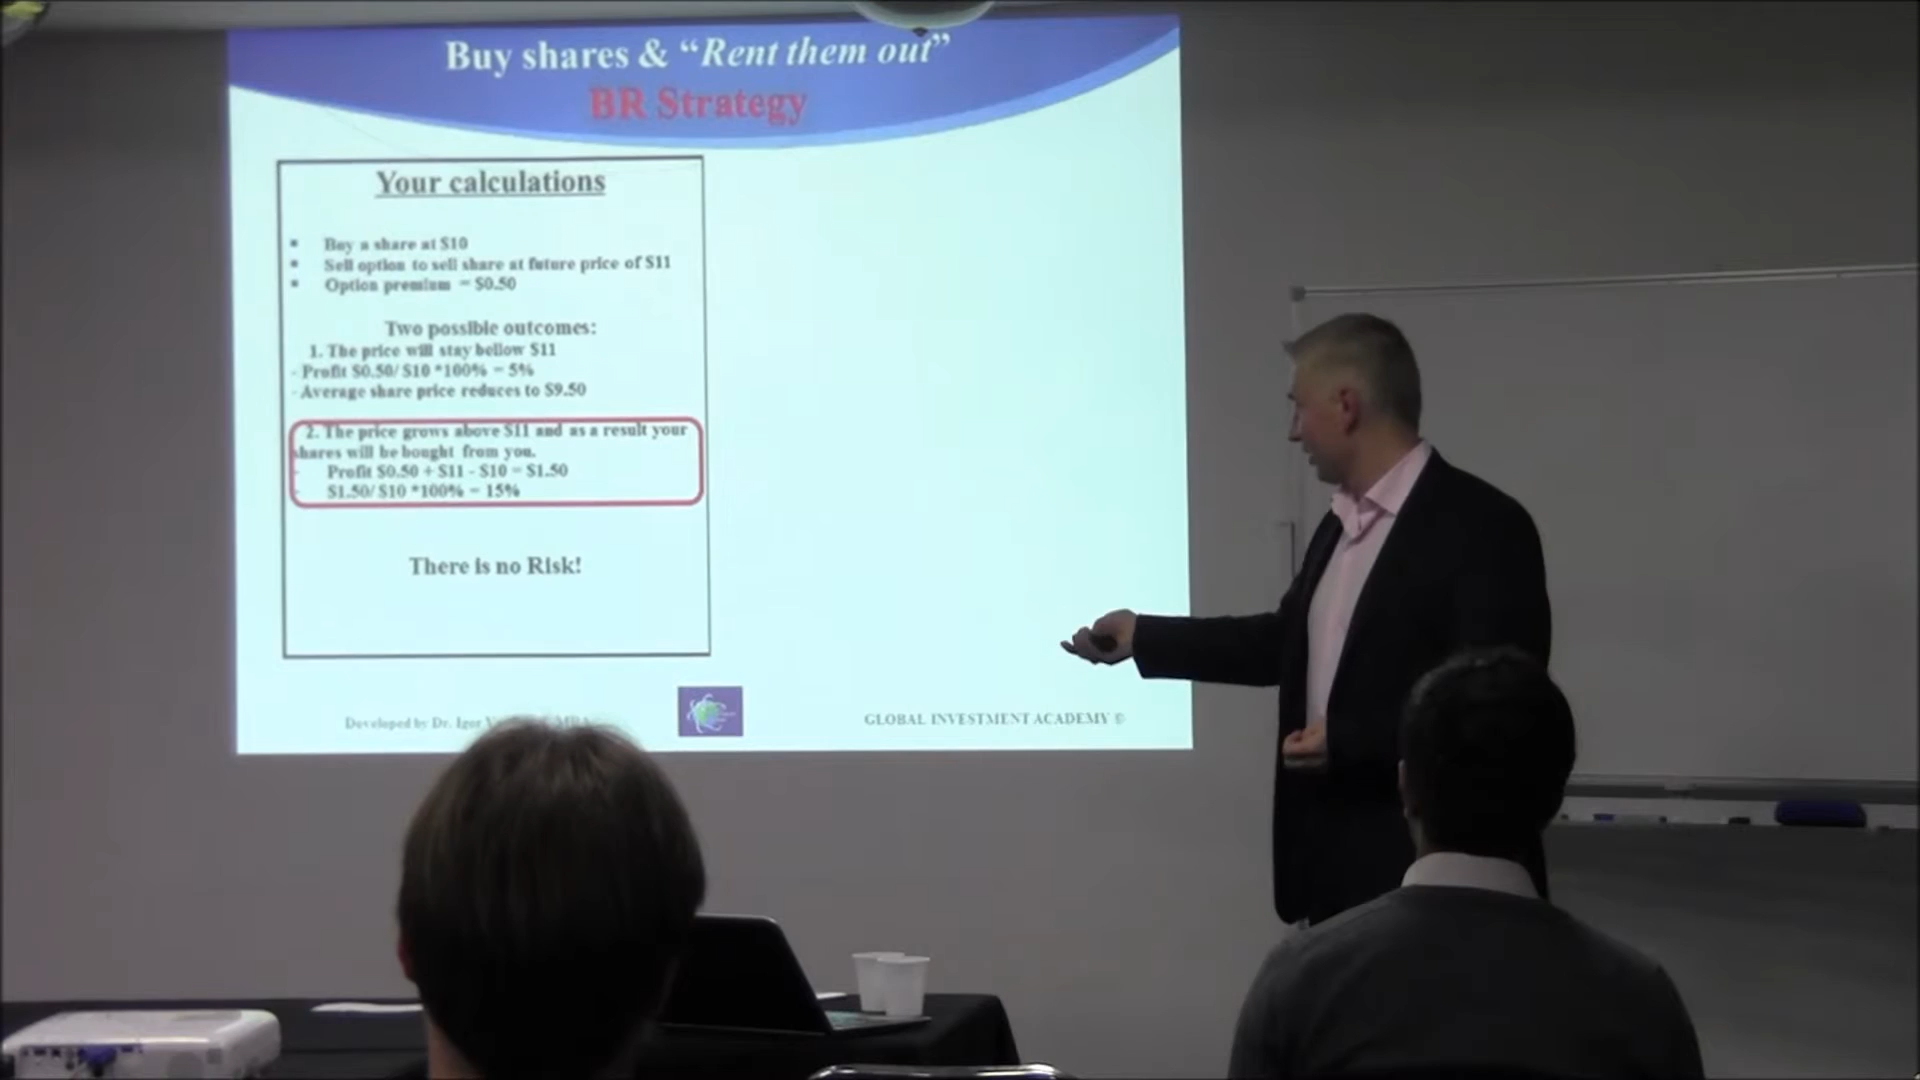 Buy shares & “Rent them out”
BR Strategy
Your calculations
▪ Buy a share at $10
▪ Sell option to sell share at future price of $11
▪ Option premium = $0.50
Two possible outcomes:
1. The price will stay bellow $11
- Profit $0.50/ $10 *100% = 5%
- Average share price reduces to $9.50
2. The price grows above $11 and as a result your
shares will be bought from you.
- Profit $0.50 + $11 - $10 = $1.50
- $1.50/ $10 *100% = 15%
There is no Risk!
Developed by Dr. Igor MBA
GLOBAL INVESTMENT ACADEMY ©